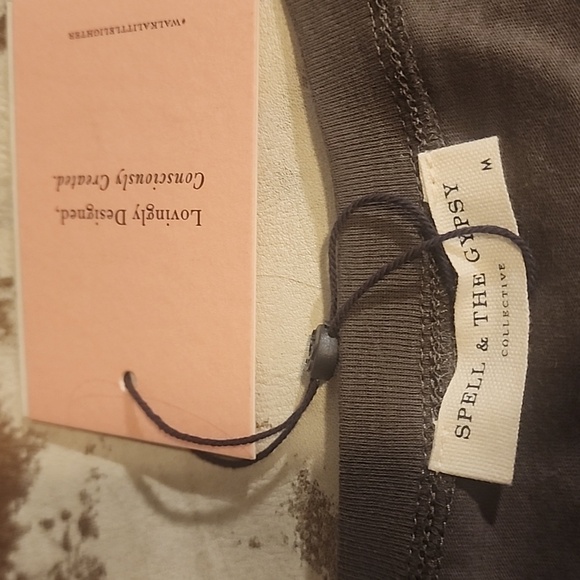 Lovingly Designed,
Consciously Created.
#WALKALITTLELIGHTER
SPELL & THE GYPSY
COLLECTIVE
M